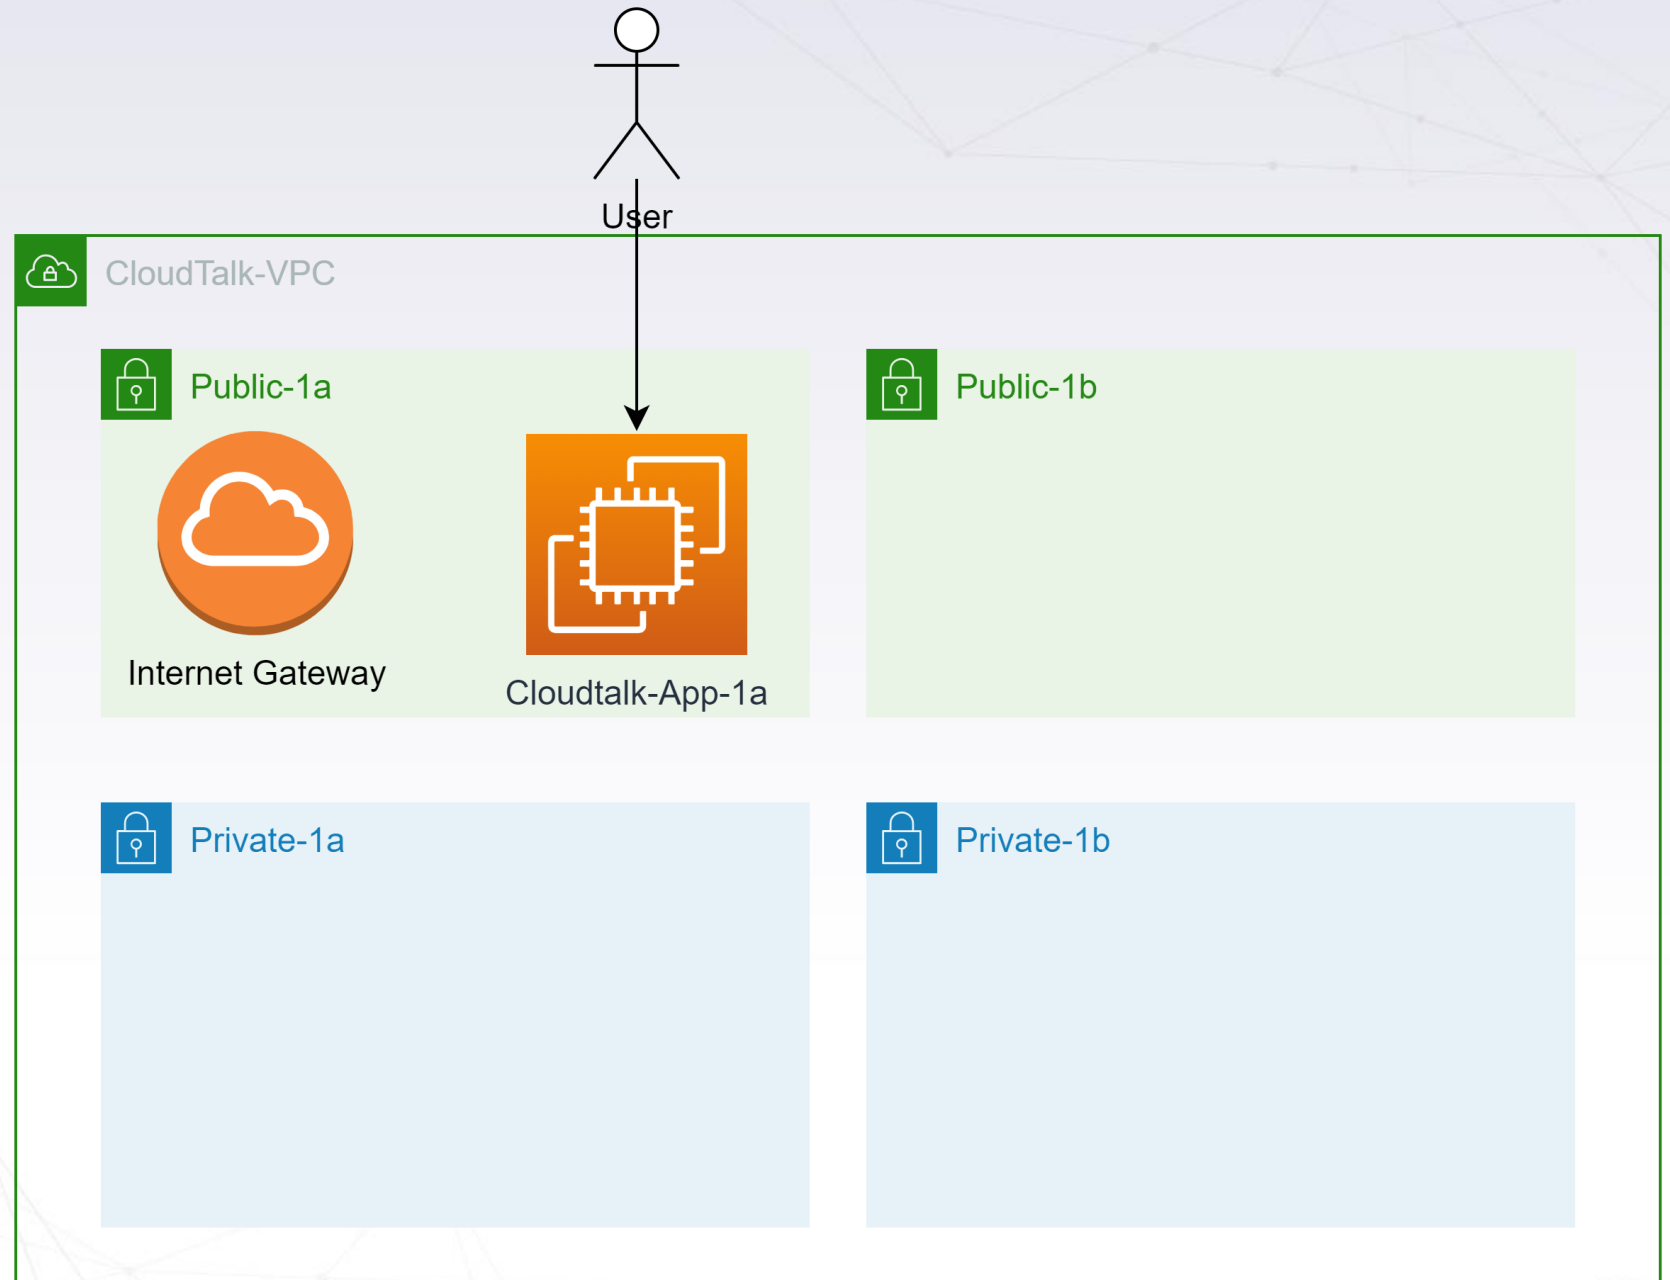 User
CloudTalk-VPC
Public-1a
Public-1b
Internet Gateway
Cloudtalk-App-1a
Private-1a
Private-1b